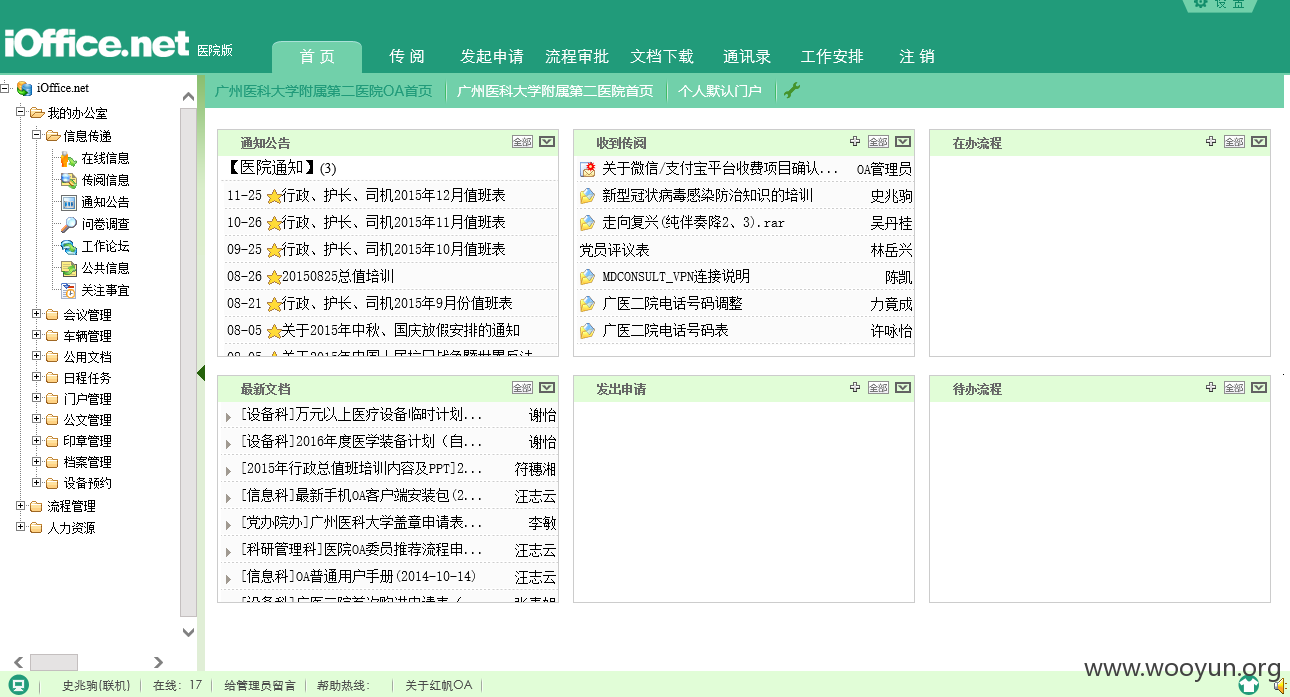 设 置
iOffice.net 医院版
首 页 传 阅 发起申请 流程审批 文档下载 通讯录 工作安排 注 销
广州医科大学附属第二医院OA首页 广州医科大学附属第二医院首页 个人默认门户
iOffice.net
我的办公室
信息传递
在线信息
传阅信息
通知公告
问卷调查
工作论坛
公共信息
关注事宜
会议管理
车辆管理
公用文档
日程任务
门户管理
公文管理
印章管理
档案管理
设备预约
流程管理
人力资源
通知公告 全部
【医院通知】(3)
11-25 行政、护长、司机2015年12月值班表
10-26 行政、护长、司机2015年11月值班表
09-25 行政、护长、司机2015年10月值班表
08-26 20150825总值培训
08-21 行政、护长、司机2015年9月份值班表
08-05 关于2015年中秋、国庆放假安排的通知
收到传阅 全部
关于微信/支付宝平台收费项目确认... OA管理员
新型冠状病毒感染防治知识的培训 史兆驹
走向复兴(纯伴奏降2、3).rar 吴丹桂
党员评议表 林岳兴
MDCONSULT_VPN连接说明 陈凯
广医二院电话号码调整 力竟成
广医二院电话号码表 许咏怡
在办流程 全部
最新文档 全部
[设备科]万元以上医疗设备临时计划... 谢怡
[设备科]2016年度医学装备计划（自... 谢怡
[2015年行政总值班培训内容及PPT]2... 符穗湘
[信息科]最新手机OA客户端安装包(2... 汪志云
[党办院办]广州医科大学盖章申请表... 李敏
[科研管理科]医院OA委员推荐流程申... 汪志云
[信息科]OA普通用户手册(2014-10-14) 汪志云
发出申请 全部
待办流程 全部
史兆驹(联机) 在线：17 给管理员留言 帮助热线： 关于红帆OA
www.wooyun.org